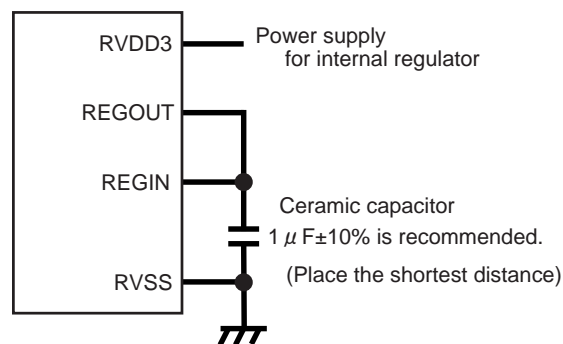 RVDD3
Power supply
for internal regulator
REGOUT
REGIN
Ceramic capacitor
1 μ F±10% is recommended.
RVSS
(Place the shortest distance)